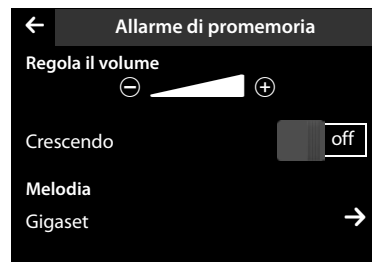 Allarme di promemoria
Regola il volume
Crescendo off
Melodia
Gigaset